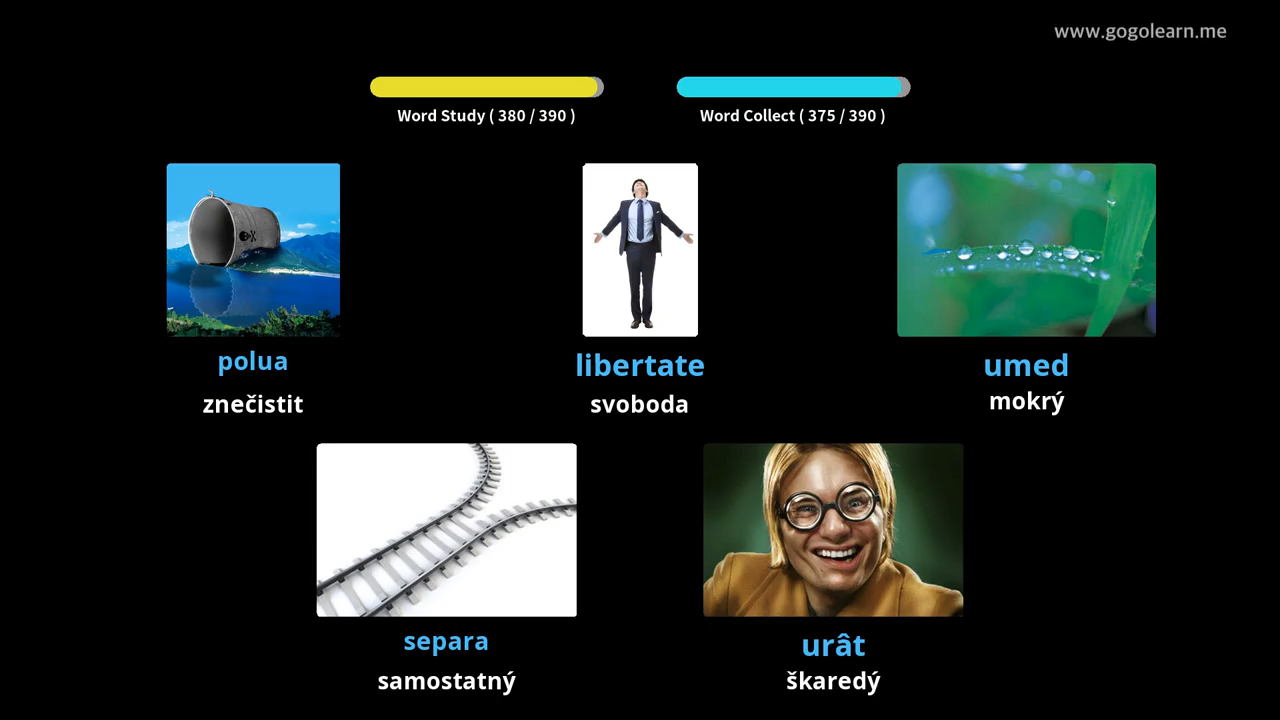 www.gogolearn.me
Word Study ( 380 / 390 )
Word Collect ( 375 / 390 )
polua
znečistit
libertate
svoboda
umed
mokrý
separa
samostatný
urât
škaredý